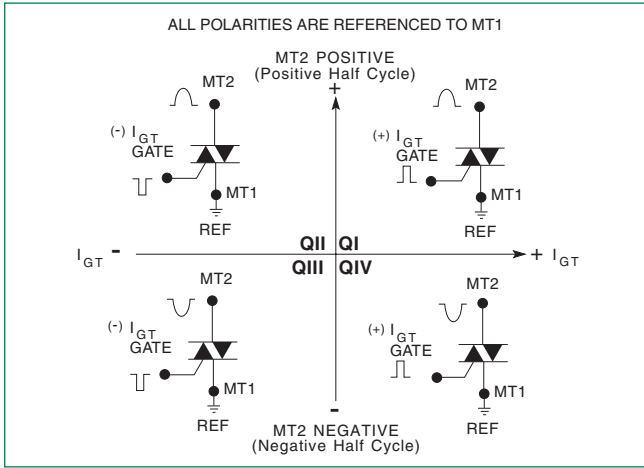 ALL POLARITIES ARE REFERENCED TO MT1
MT2 POSITIVE
(Positive Half Cycle)
+
MT2
(-) IGT
GATE
MT1
REF
MT2
(+) IGT
GATE
MT1
REF
IGT -
QII QI
QIII QIV
+ IGT
MT2
(-) IGT
GATE
MT1
REF
MT2
(+) IGT
GATE
MT1
REF
-
MT2 NEGATIVE
(Negative Half Cycle)